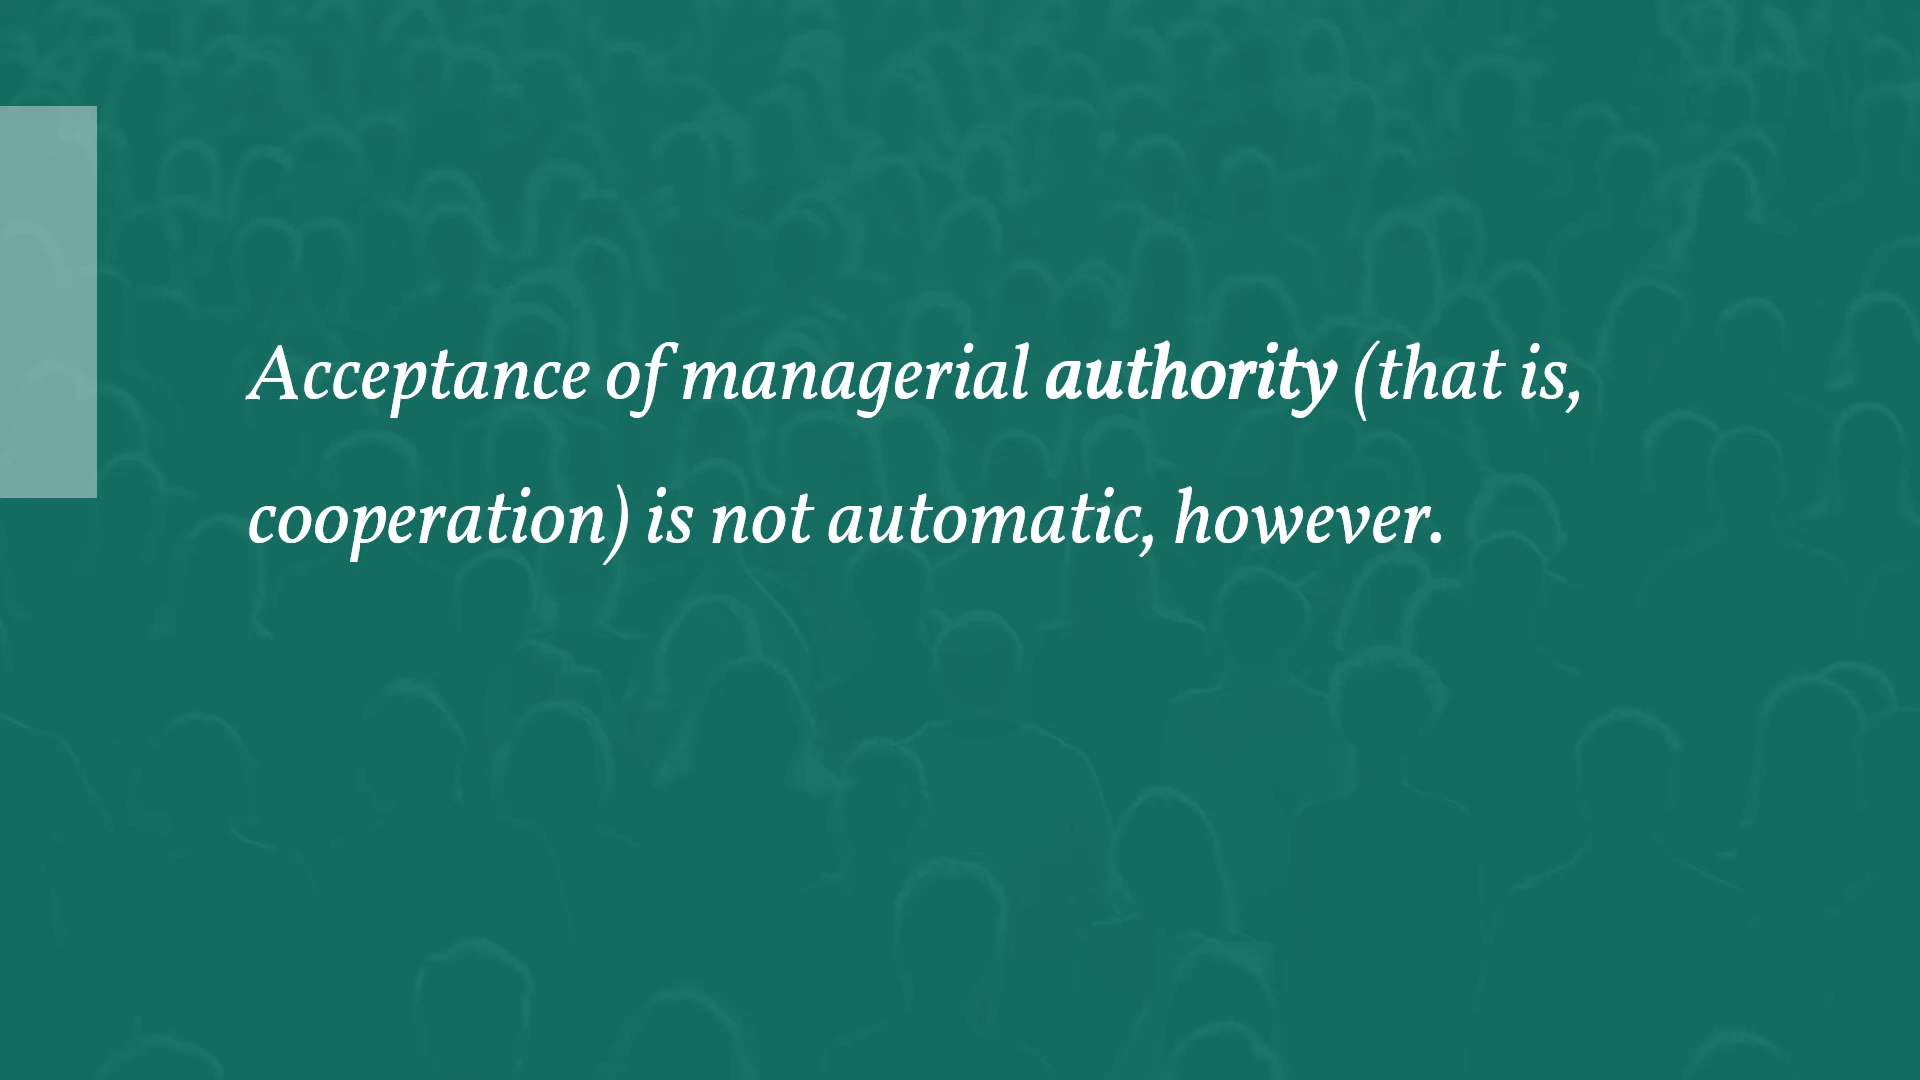 Acceptance of managerial authority (that is,
cooperation) is not automatic, however.